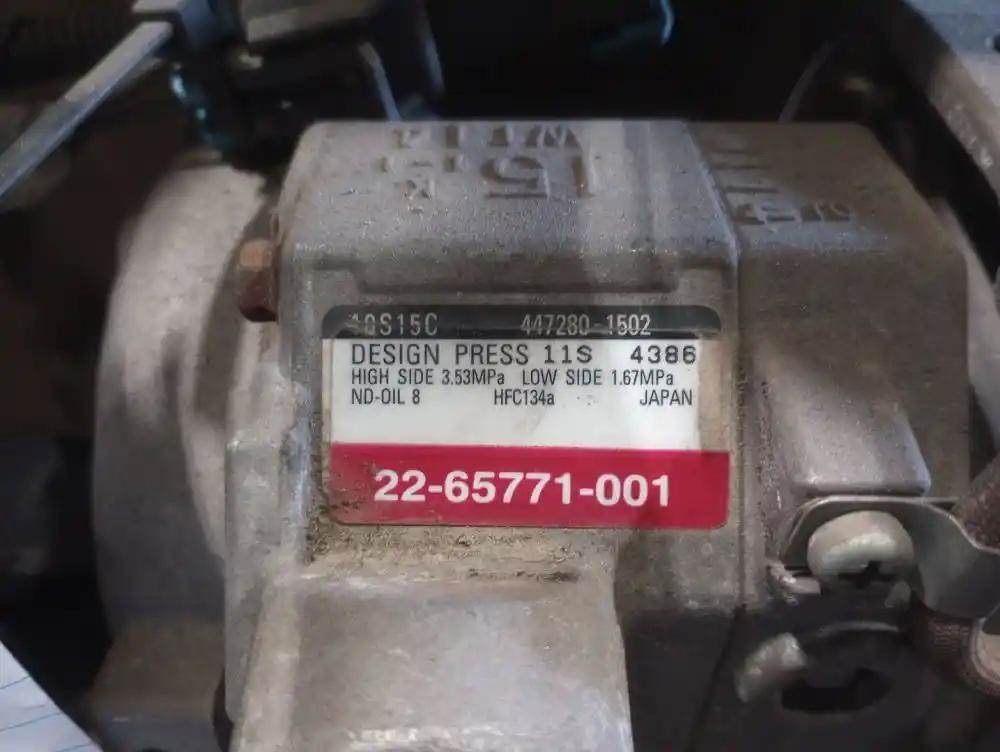 15
10S15C 447280-1502
DESIGN PRESS 11S 4386
HIGH SIDE 3.53MPa LOW SIDE 1.67MPa
ND-OIL 8 HFC134a JAPAN
22-65771-001